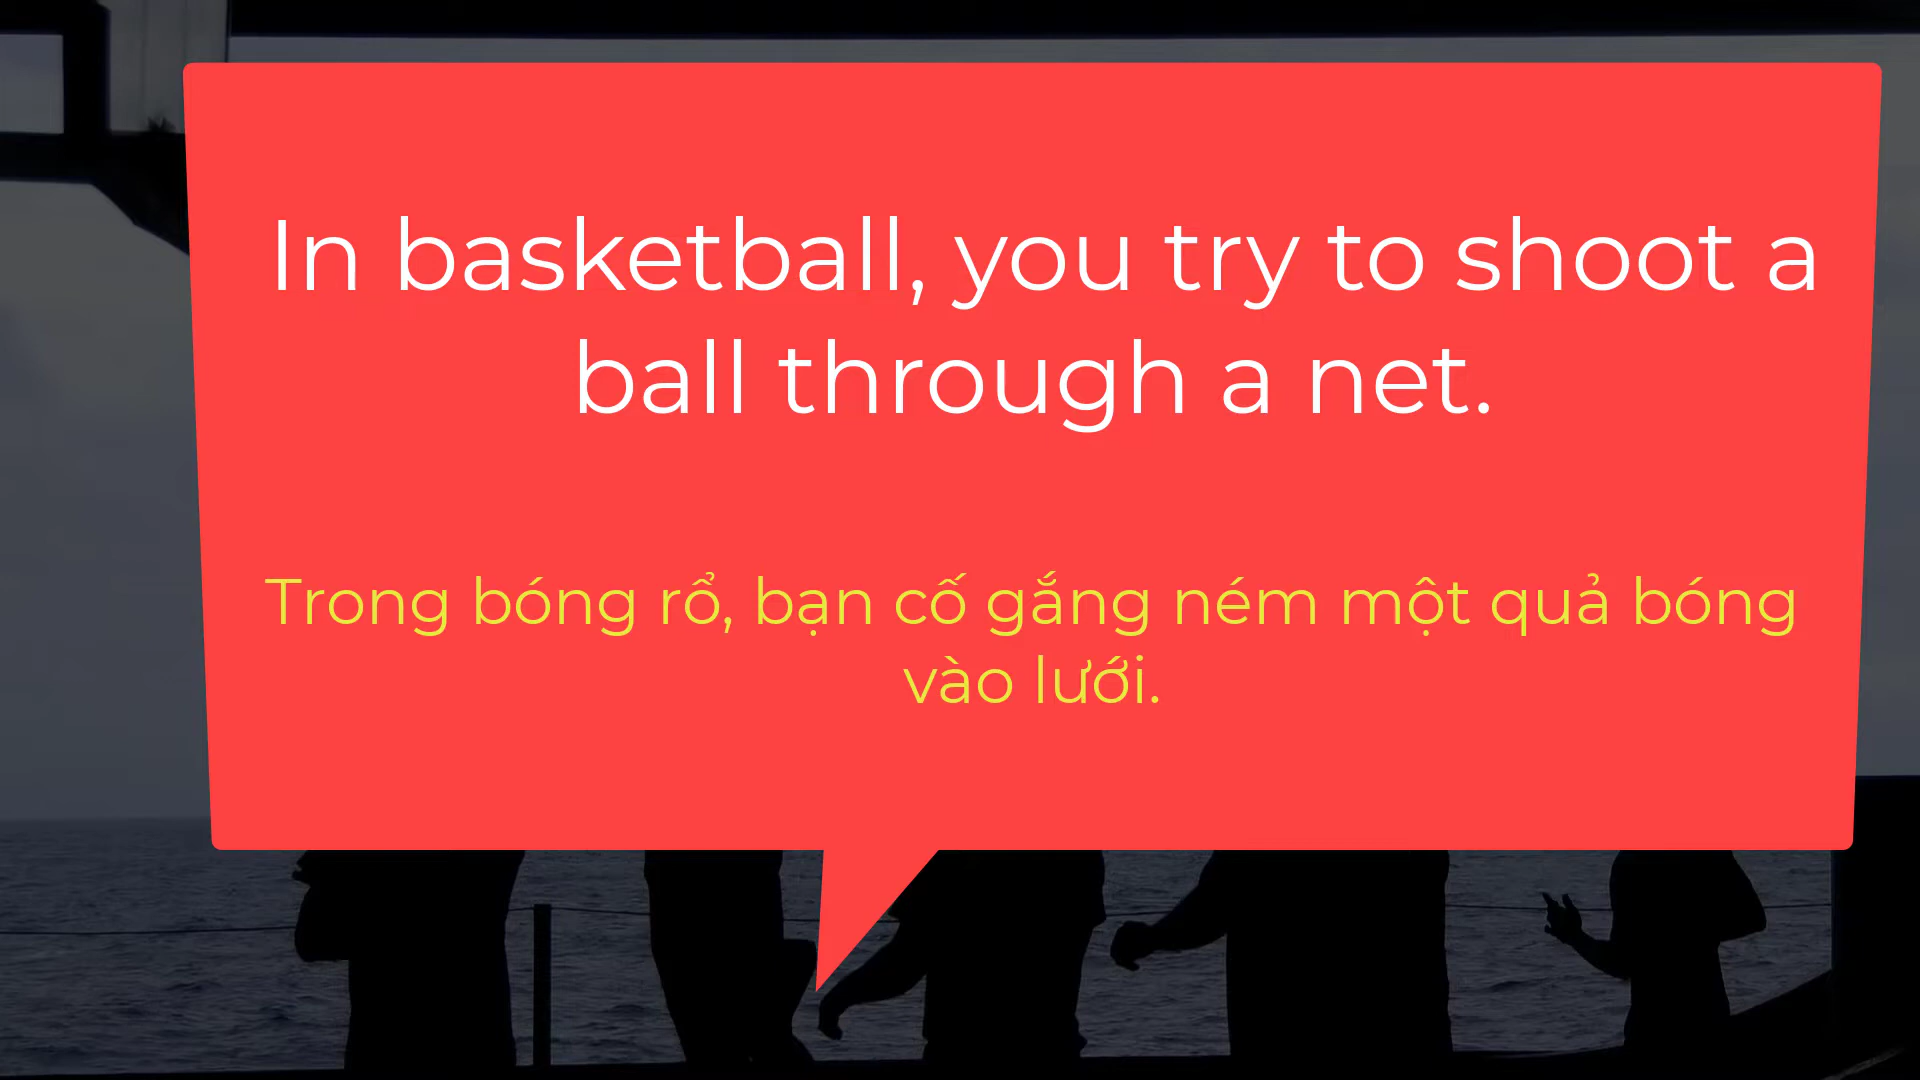 In basketball, you try to shoot a
ball through a net.
Trong bóng rổ, bạn cố gắng ném một quả bóng
vào lưới.